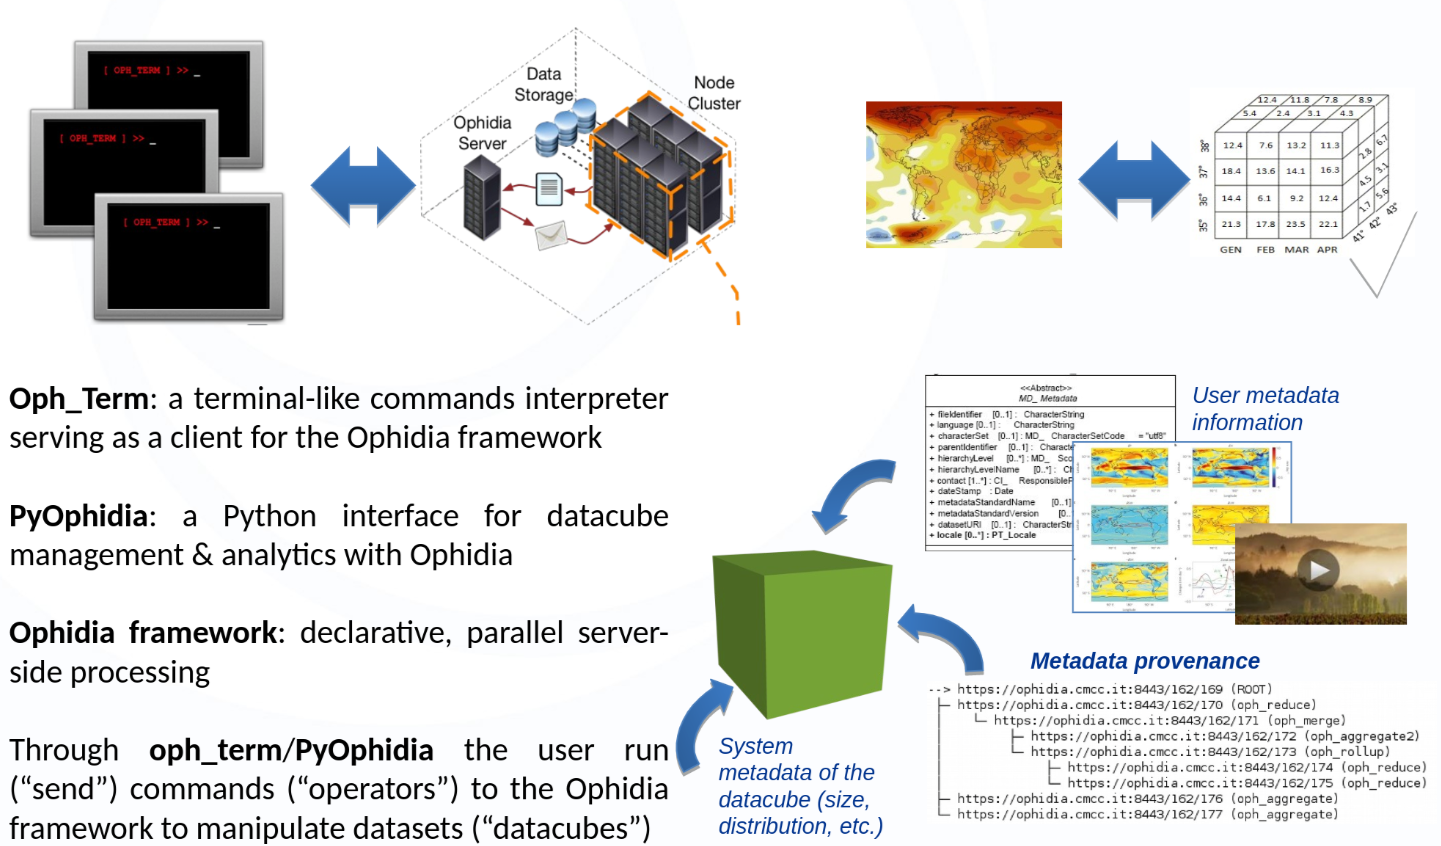 [ OPH_TERM ] >> _
[ OPH_TERM ] >> _
[ OPH_TERM ] >> _
Data
Storage
Node
Cluster
Ophidia
Server
12.4 11.8 7.8 8.9
5.4 2.4 3.1 4.3
38° 12.4 7.6 13.2 11.3
37° 18.4 13.6 14.1 16.3
36° 14.4 6.1 9.2 12.4
35° 21.3 17.8 23.5 22.1
2.8 6.7
4.5 3.1
1.7 5.6
41° 42° 43°
GEN FEB MAR APR
Oph_Term: a terminal-like commands interpreter
serving as a client for the Ophidia framework
PyOphidia: a Python interface for datacube
management & analytics with Ophidia
Ophidia framework: declarative, parallel server-
side processing
Through oph_term/PyOphidia the user run
(“send”) commands (“operators”) to the Ophidia
framework to manipulate datasets (“datacubes”)
<<Abstract>>
MD_ Metadata
+ fileIdentifier [0..1] : CharacterString
+ language [0..1] : CharacterString
+ characterSet [0..1] : MD_ CharacterSetCode = "utf8"
+ parentIdentifier [0..1] : Characte
+ hierarchyLevel [0..*] : MD_ Sco
+ hierarchyLevelName [0..*] : Ch
+ contact [1..*] : CI_ ResponsibleF
+ dateStamp : Date
+ metadataStandardName [0..1]
+ metadataStandardVersion [0..
+ datasetURI [0..1] : CharacterStr
+ locale [0..*] : PT_Locale
User metadata
information
Metadata provenance
--> https://ophidia.cmcc.it:8443/162/169 (ROOT)
https://ophidia.cmcc.it:8443/162/170 (oph_reduce)
https://ophidia.cmcc.it:8443/162/171 (oph_merge)
https://ophidia.cmcc.it:8443/162/172 (oph_aggregate2)
https://ophidia.cmcc.it:8443/162/173 (oph_rollup)
https://ophidia.cmcc.it:8443/162/174 (oph_reduce)
https://ophidia.cmcc.it:8443/162/175 (oph_reduce)
https://ophidia.cmcc.it:8443/162/176 (oph_aggregate)
https://ophidia.cmcc.it:8443/162/177 (oph_aggregate)
System
metadata of the
datacube (size,
distribution, etc.)